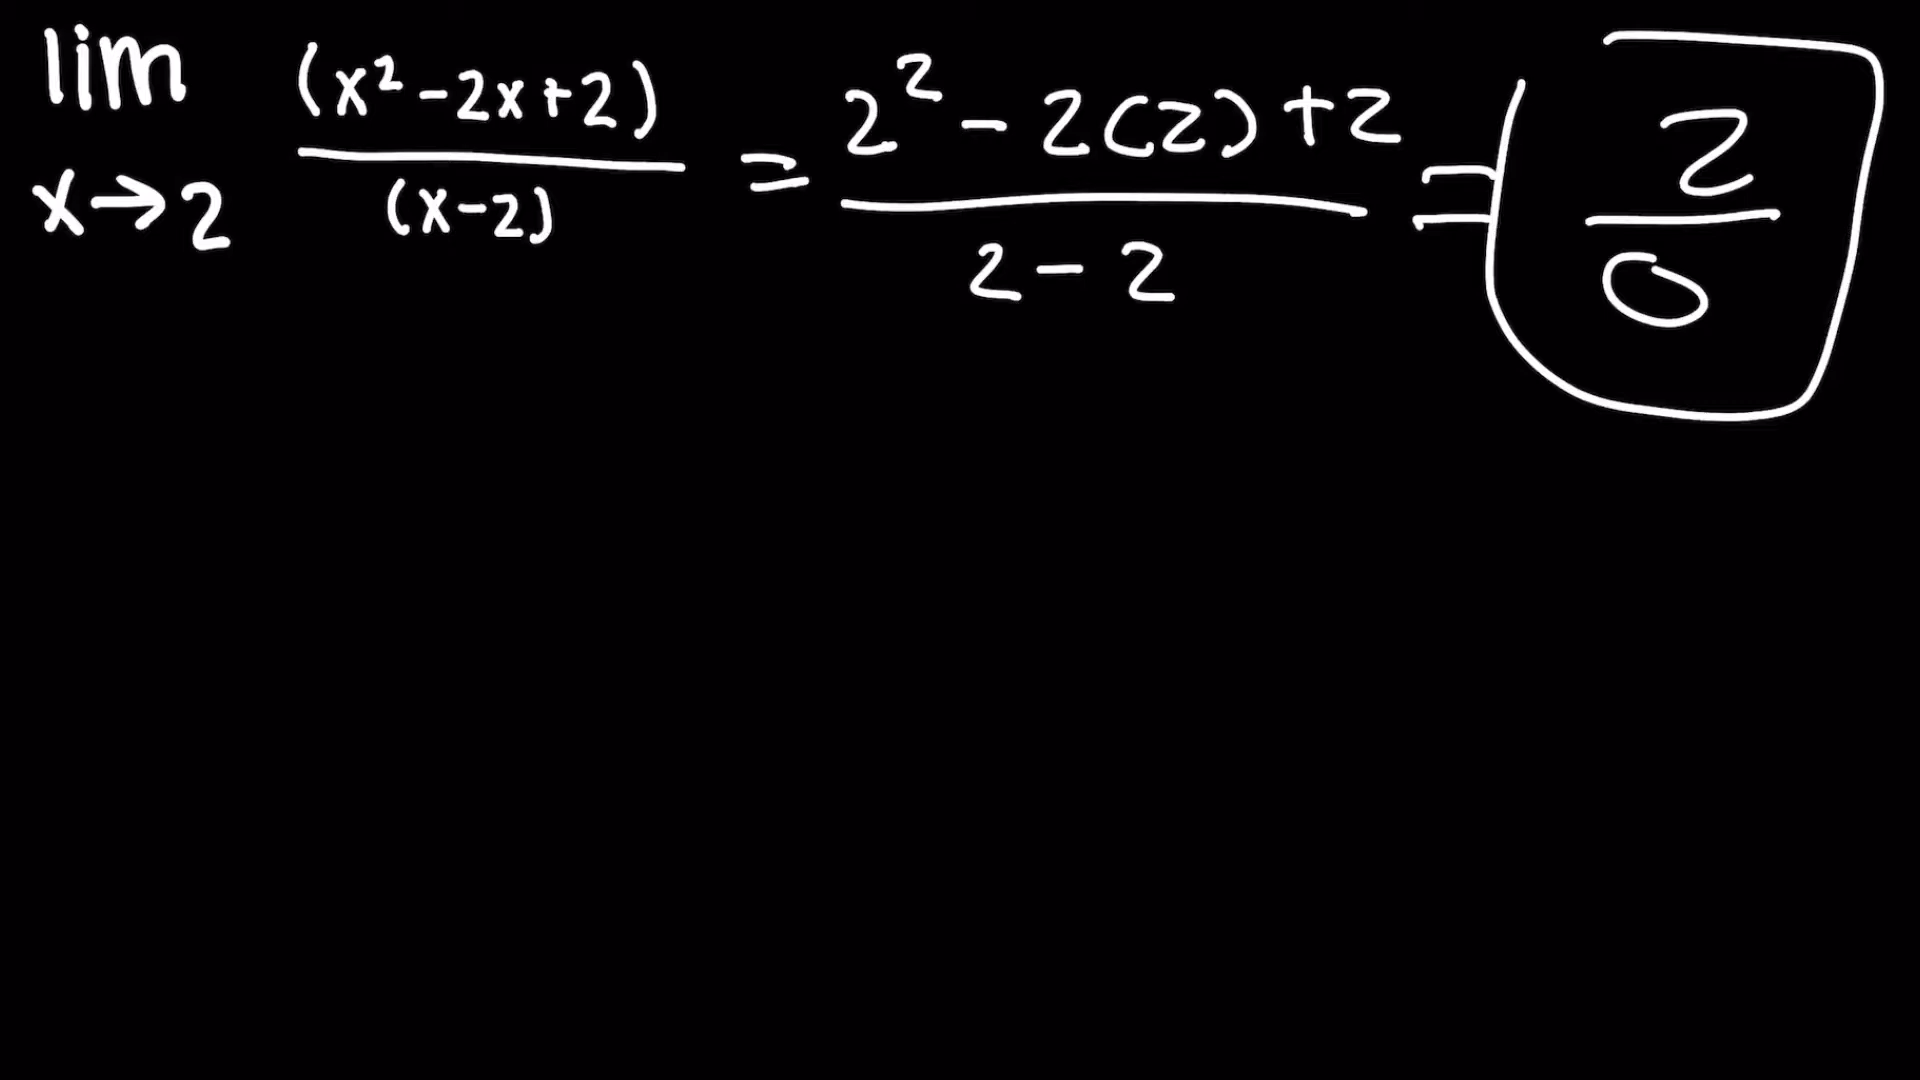 lim (x²-2x+2) / (x-2) = 2²-2(2)+2 / 2-2 = 2/0
x→2